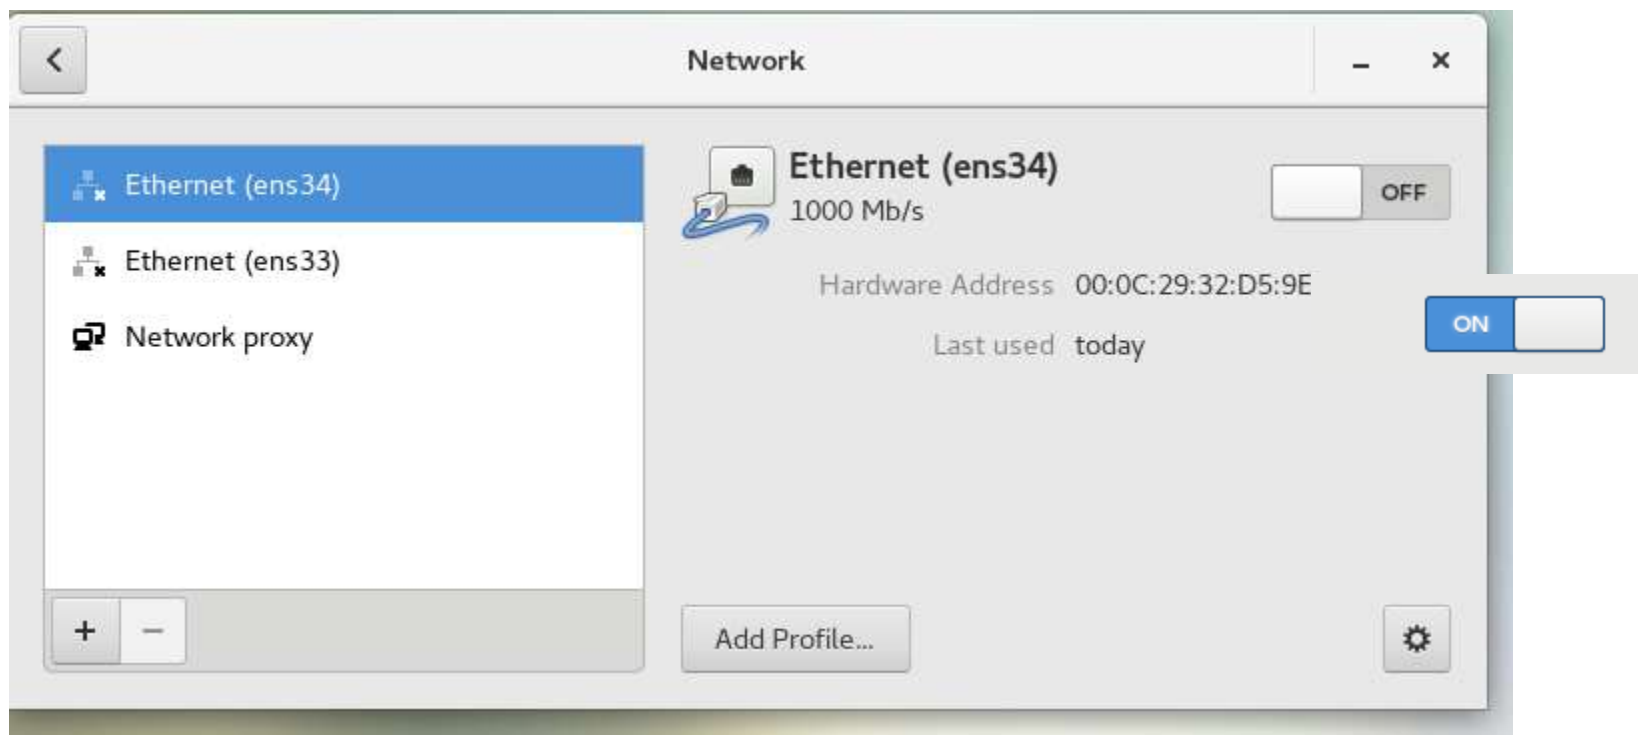 Network
Ethernet (ens34)
Ethernet (ens33)
Network proxy
Ethernet (ens34)
1000 Mb/s
OFF
Hardware Address 00:0C:29:32:D5:9E
Last used today
ON
Add Profile...